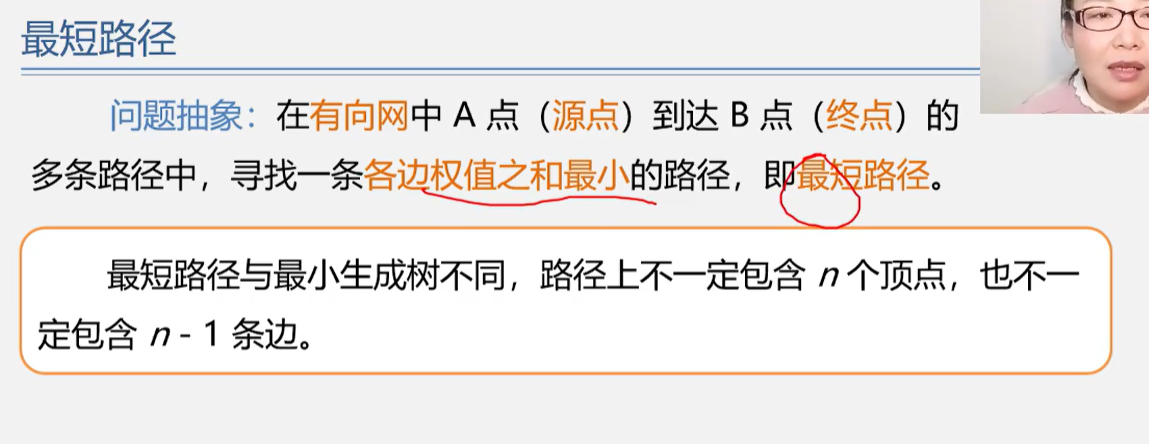 最短路径
问题抽象：在有向网中 A 点（源点）到达 B 点（终点）的
多条路径中，寻找一条各边权值之和最小的路径，即最短路径。
最短路径与最小生成树不同，路径上不一定包含 n 个顶点，也不一
定包含 n - 1 条边。